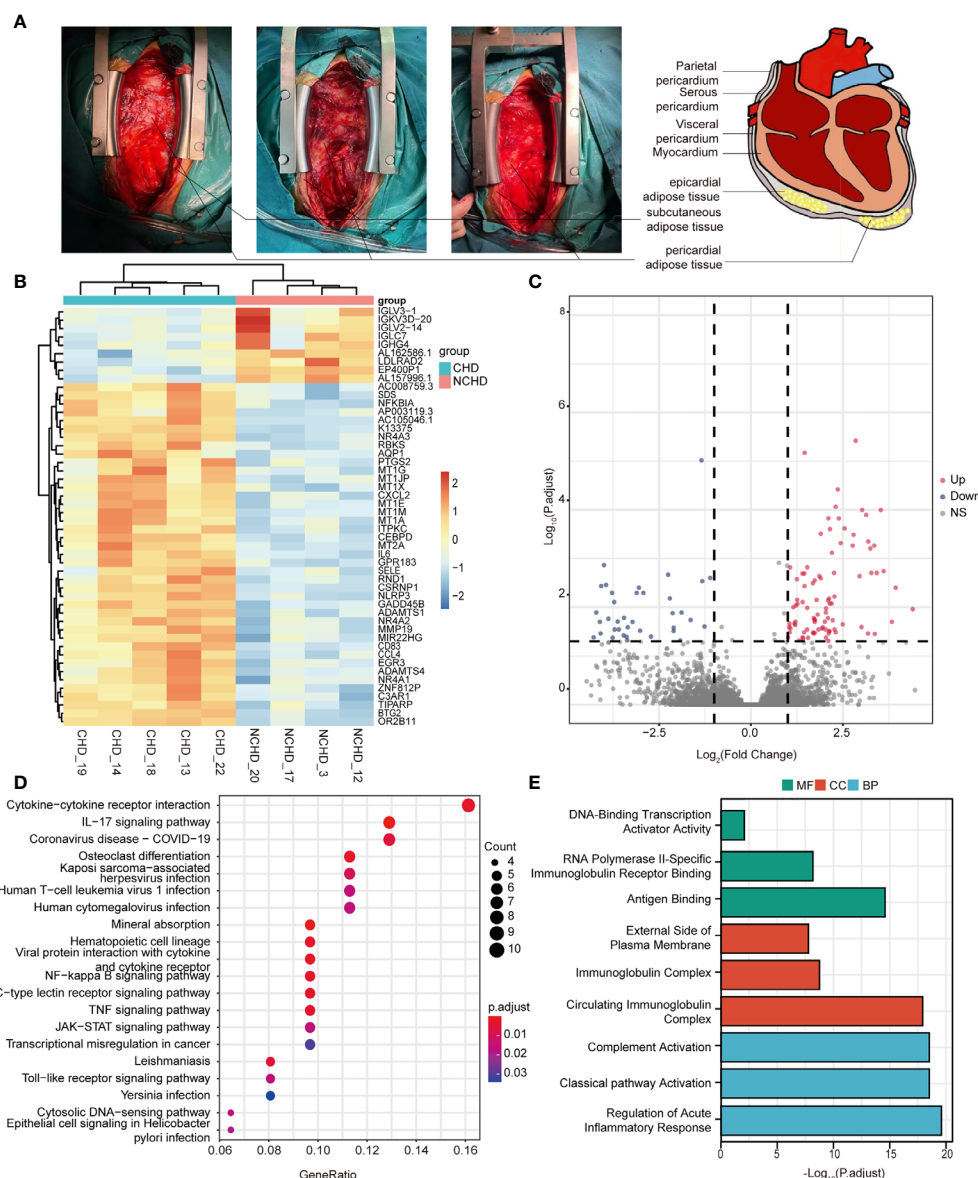 A
Parietal
pericardium
Serous
pericardium
Visceral
pericardium
Myocardium
epicardial
adipose tissue
subcutaneous
adipose tissue
pericardial
adipose tissue
B
group
IGLV3−1
IGKV3D−20
IGLV2−14
IGLC7
IGHG4
AL162586.1
LDLRAD2
EP400P1
AL157996.1
AC008759.3
SDS
NFKBIA
AP003119.3
AC105046.1
K13375
NR4A3
RBKS
AQP1
PTGS2
MT1G
MT1JP
MT1X
CXCL2
MT1E
MT1M
MT1A
ITPKC
CEBPD
MT2A
IL6
GPR183
SELE
RND1
CSRNP1
NLRP3
GADD45B
ADAMTS1
NR4A2
MMP19
MIR22HG
CD83
CCL4
EGR3
ADAMTS4
NR4A1
ZNF812P
C3AR1
TIPARP
BTG2
OR2B11
group
CHD
NCHD
2
1
0
−1
−2
CHD_19
CHD_14
CHD_18
CHD_13
CHD_22
NCHD_20
NCHD_17
NCHD_3
NCHD_12
C
Log10(P.adjust)
8
6
4
2
0
−2.5
0
2.5
Log2(Fold Change)
Up
Down
NS
D
Cytokine−cytokine receptor interaction
IL−17 signaling pathway
Coronavirus disease − COVID−19
Osteoclast differentiation
Kaposi sarcoma−associated
herpesvirus infection
Human T−cell leukemia virus 1 infection
Human cytomegalovirus infection
Mineral absorption
Hematopoietic cell lineage
Viral protein interaction with cytokine
and cytokine receptor
NF−kappa B signaling pathway
C−type lectin receptor signaling pathway
TNF signaling pathway
JAK−STAT signaling pathway
Transcriptional misregulation in cancer
Leishmaniasis
Toll−like receptor signaling pathway
Yersinia infection
Cytosolic DNA−sensing pathway
Epithelial cell signaling in Helicobacter
pylori infection
0.06
0.08
0.10
0.12
0.14
0.16
GeneRatio
Count
4
5
6
7
8
9
10
p.adjust
0.01
0.02
0.03
E
MF CC BP
DNA-Binding Transcription
Activator Activity
RNA Polymerase II-Specific
Immunoglobulin Receptor Binding
Antigen Binding
External Side of
Plasma Membrane
Immunoglobulin Complex
Circulating Immunoglobulin
Complex
Complement Activation
Classical pathway Activation
Regulation of Acute
Inflammatory Response
0 5 10 15 20
-Log10(P.adjust)